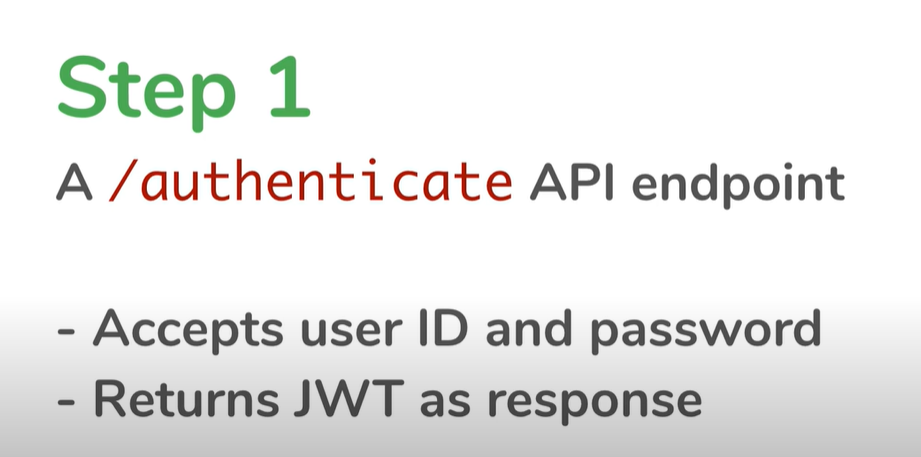 Step 1
A /authenticate API endpoint
- Accepts user ID and password
- Returns JWT as response